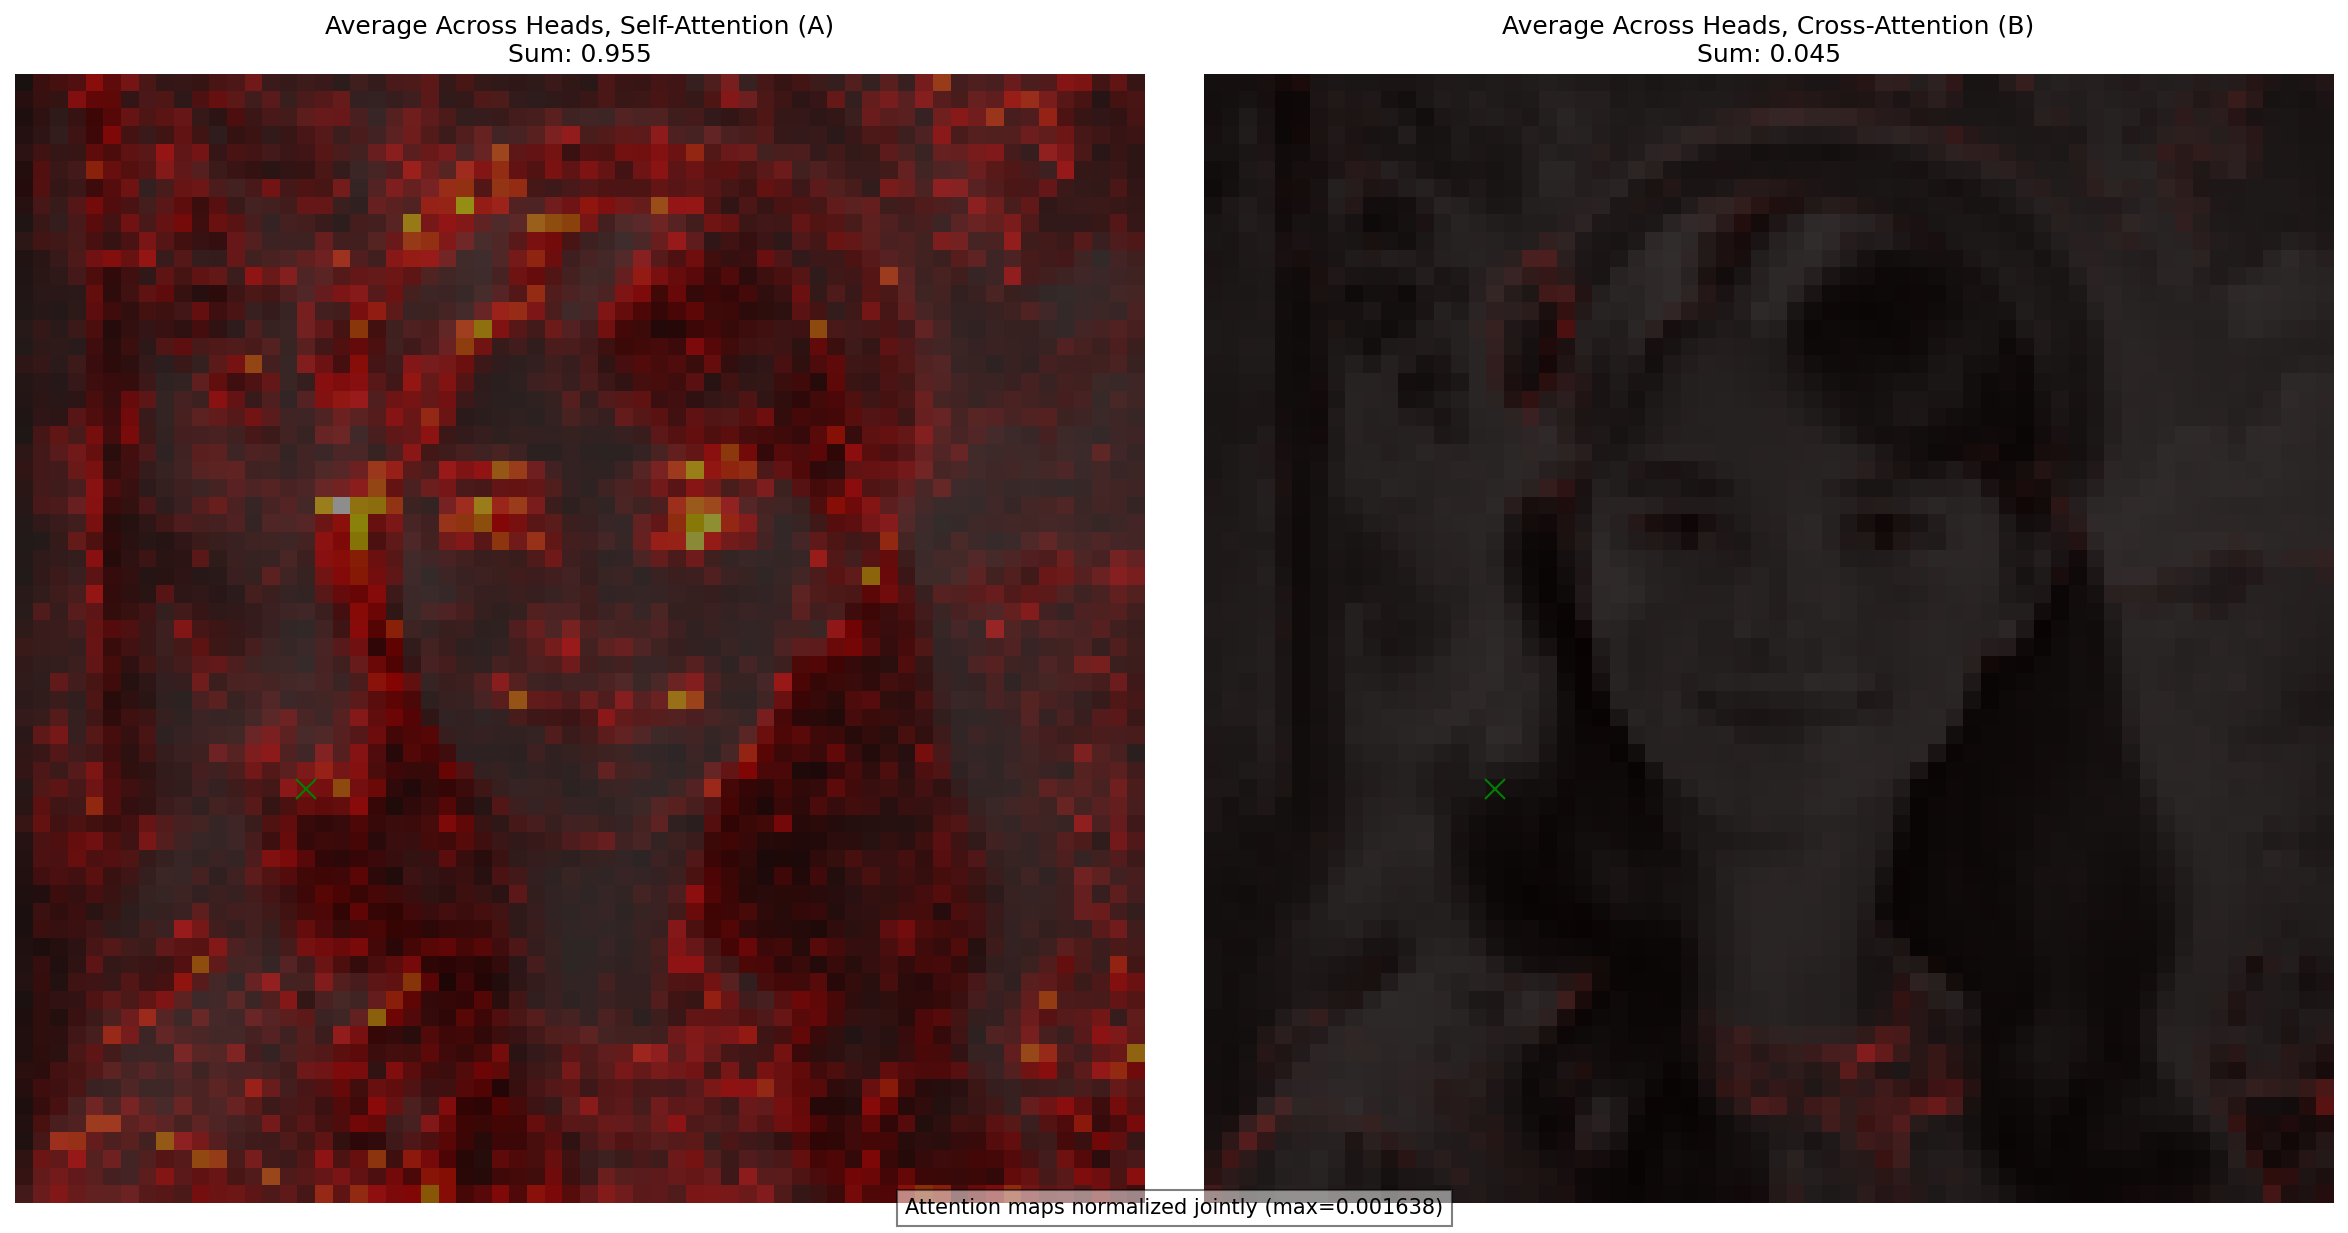 Average Across Heads, Self-Attention (A)
Sum: 0.955
Average Across Heads, Cross-Attention (B)
Sum: 0.045
Attention maps normalized jointly (max=0.001638)